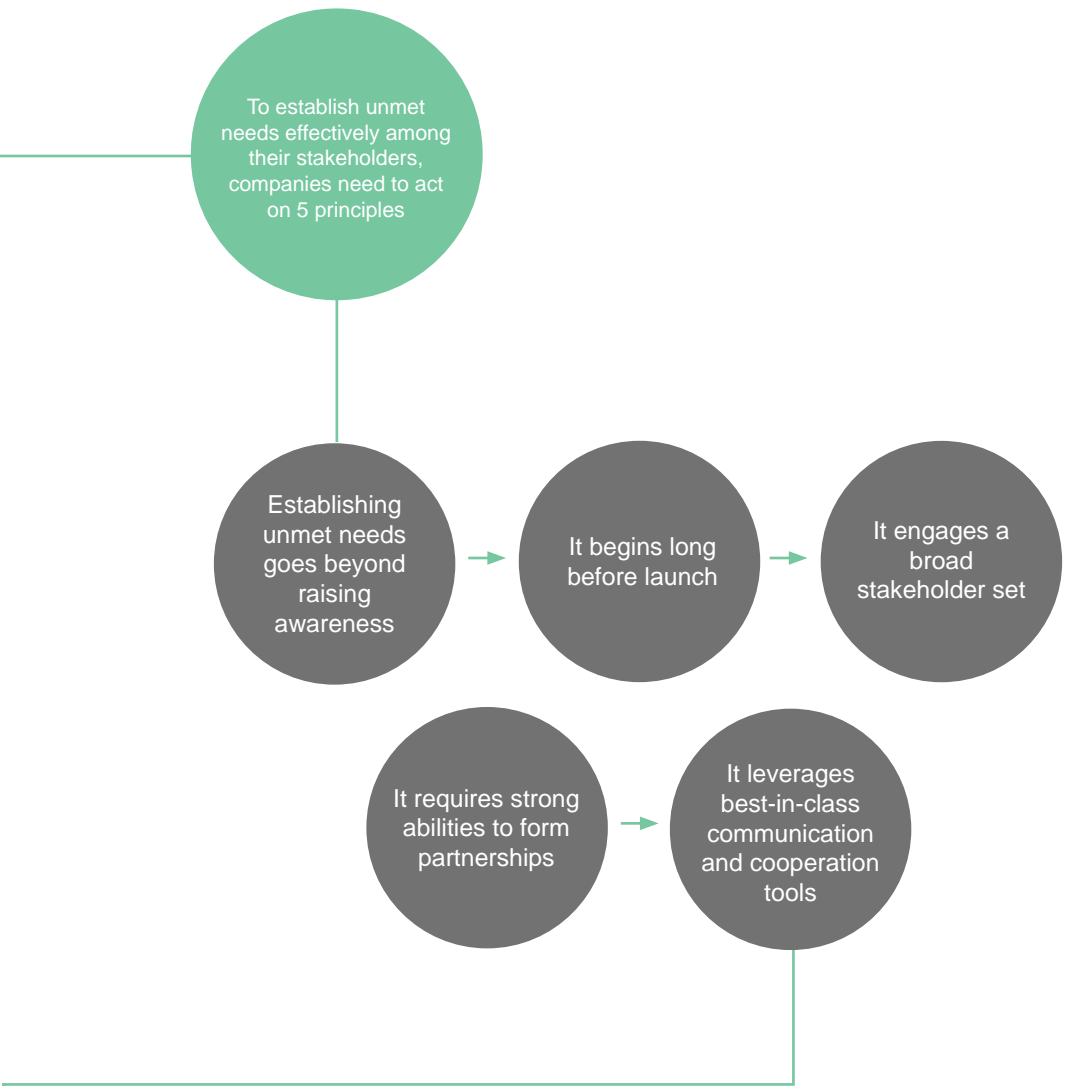 To establish unmet
needs effectively among
their stakeholders,
companies need to act
on 5 principles
Establishing
unmet needs
goes beyond
raising
awareness
It begins long
before launch
It engages a
broad
stakeholder set
It requires strong
abilities to form
partnerships
It leverages
best-in-class
communication
and cooperation
tools